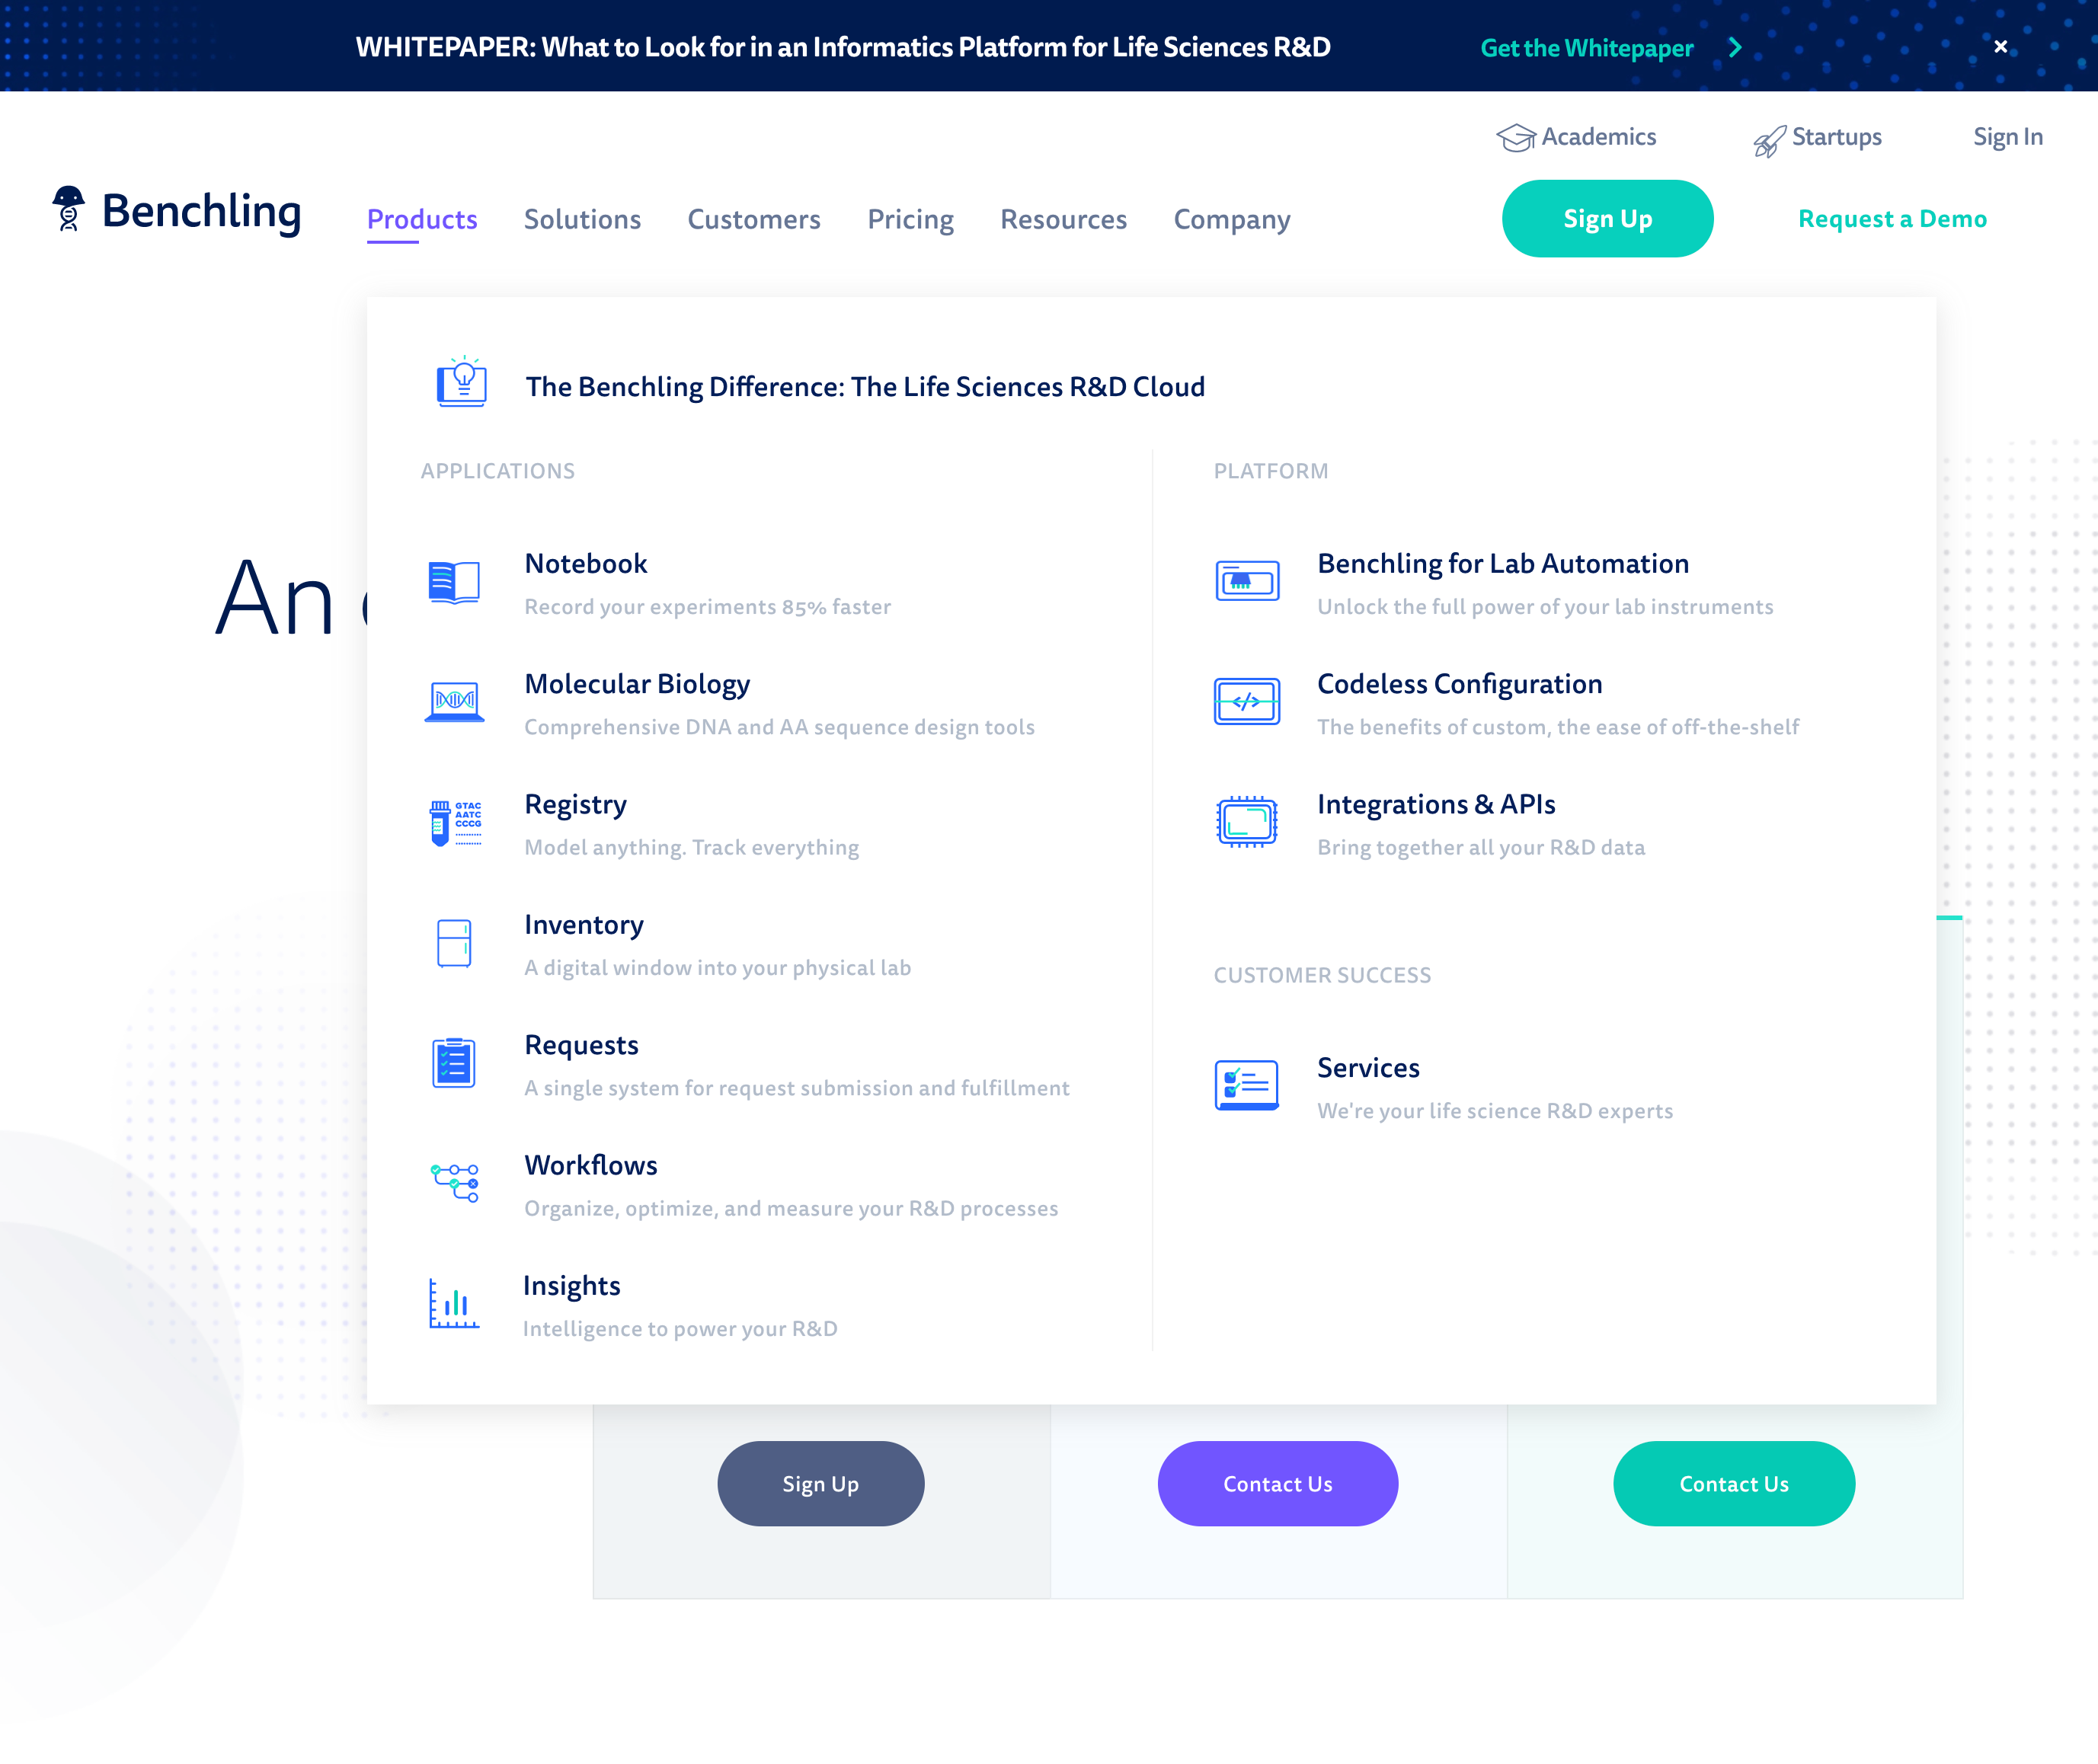 WHITEPAPER: What to Look for in an Informatics Platform for Life Sciences R&D
Get the Whitepaper
Academics
Startups
Sign In
Benchling
Products
Solutions
Customers
Pricing
Resources
Company
Sign Up
Request a Demo
The Benchling Difference: The Life Sciences R&D Cloud
APPLICATIONS
Notebook
Record your experiments 85% faster
Molecular Biology
Comprehensive DNA and AA sequence design tools
GTAC
AATC
CCCG
Registry
Model anything. Track everything
Inventory
A digital window into your physical lab
Requests
A single system for request submission and fulfillment
Workflows
Organize, optimize, and measure your R&D processes
Insights
Intelligence to power your R&D
PLATFORM
Benchling for Lab Automation
Unlock the full power of your lab instruments
</>
Codeless Configuration
The benefits of custom, the ease of off-the-shelf
Integrations & APIs
Bring together all your R&D data
CUSTOMER SUCCESS
Services
We're your life science R&D experts
An
Sign Up
Contact Us
Contact Us